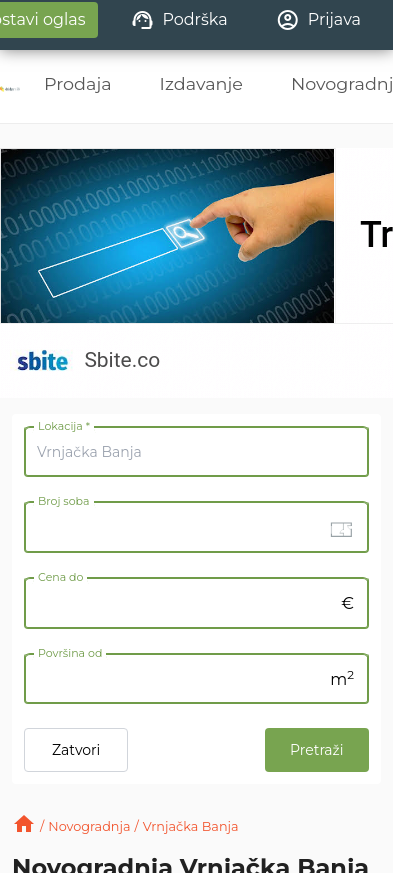 ostavi oglas Podrška Prijava
Prodaja Izdavanje Novogradnj
Tr
sbite Sbite.co
Lokacija *
Vrnjačka Banja
Broj soba
Cena do
€
Površina od
m²
Zatvori Pretraži
/ Novogradnja / Vrnjačka Banja
Novogradnja Vrnjačka Banja